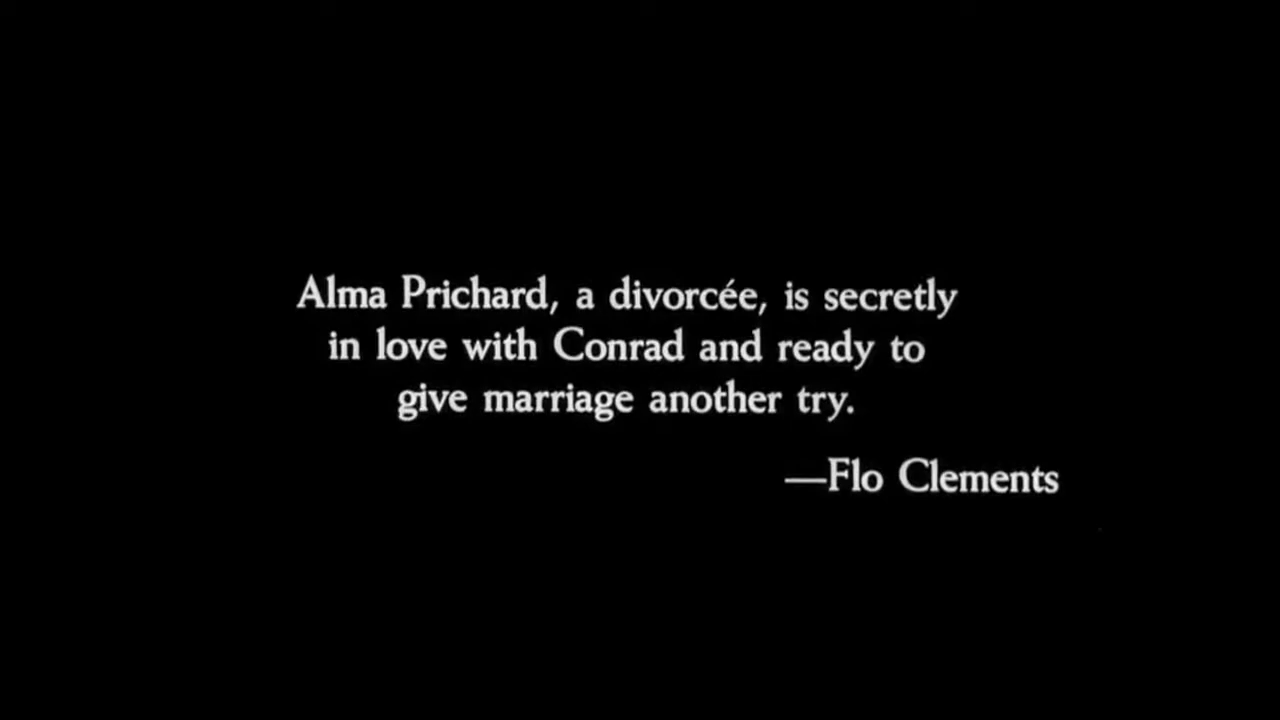 Alma Prichard, a divorcée, is secretly
in love with Conrad and ready to
give marriage another try.
—Flo Clements